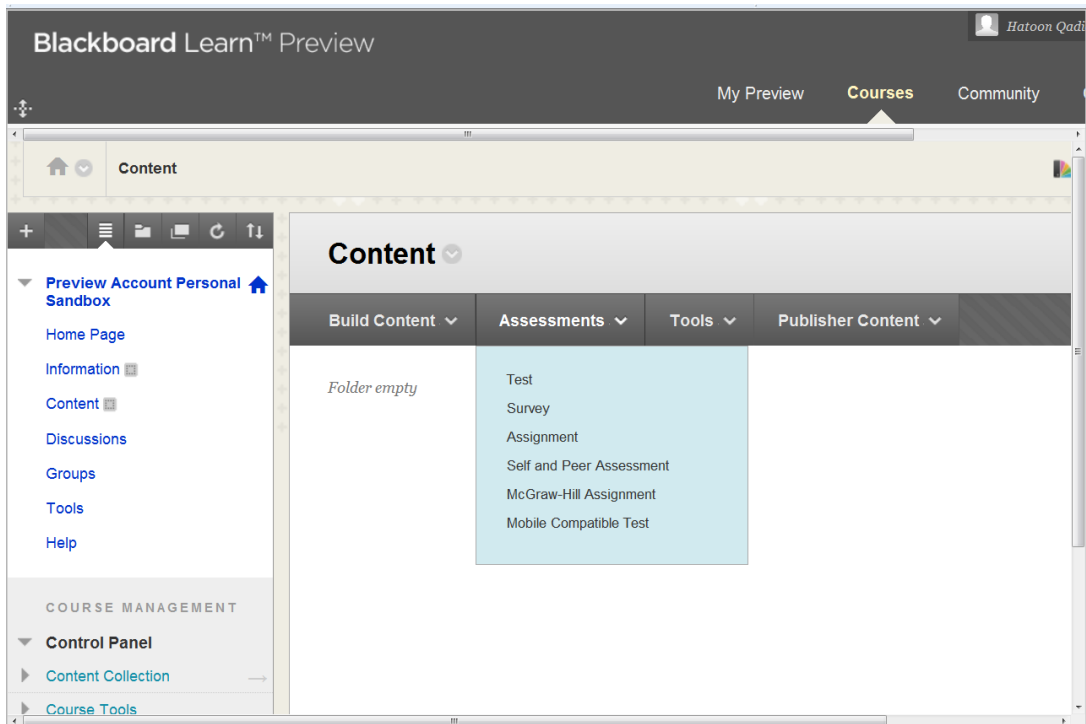 Blackboard Learn™ Preview
Hatoon Qadi
My Preview
Courses
Community
Content
Preview Account Personal
Sandbox
Home Page
Information
Content
Discussions
Groups
Tools
Help
COURSE MANAGEMENT
Control Panel
Content Collection
Course Tools
Content
Build Content
Assessments
Tools
Publisher Content
Folder empty
Test
Survey
Assignment
Self and Peer Assessment
McGraw-Hill Assignment
Mobile Compatible Test